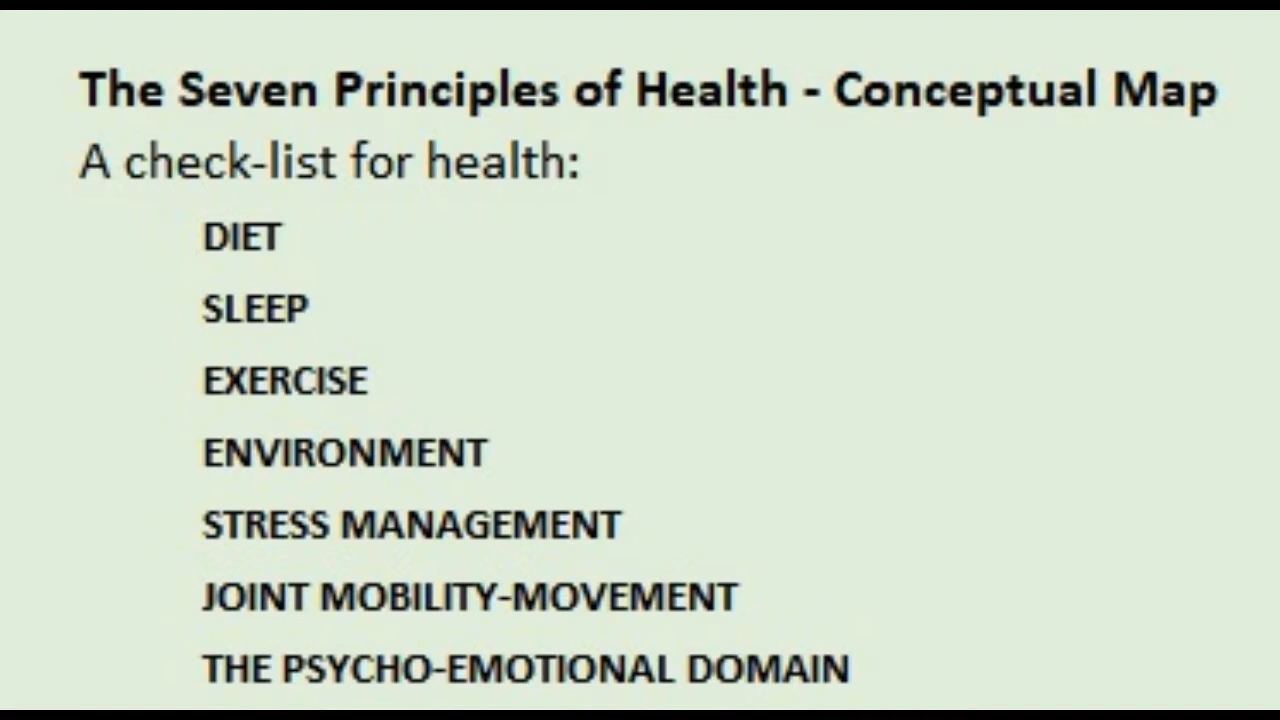 The Seven Principles of Health - Conceptual Map
A check-list for health:
DIET
SLEEP
EXERCISE
ENVIRONMENT
STRESS MANAGEMENT
JOINT MOBILITY-MOVEMENT
THE PSYCHO-EMOTIONAL DOMAIN